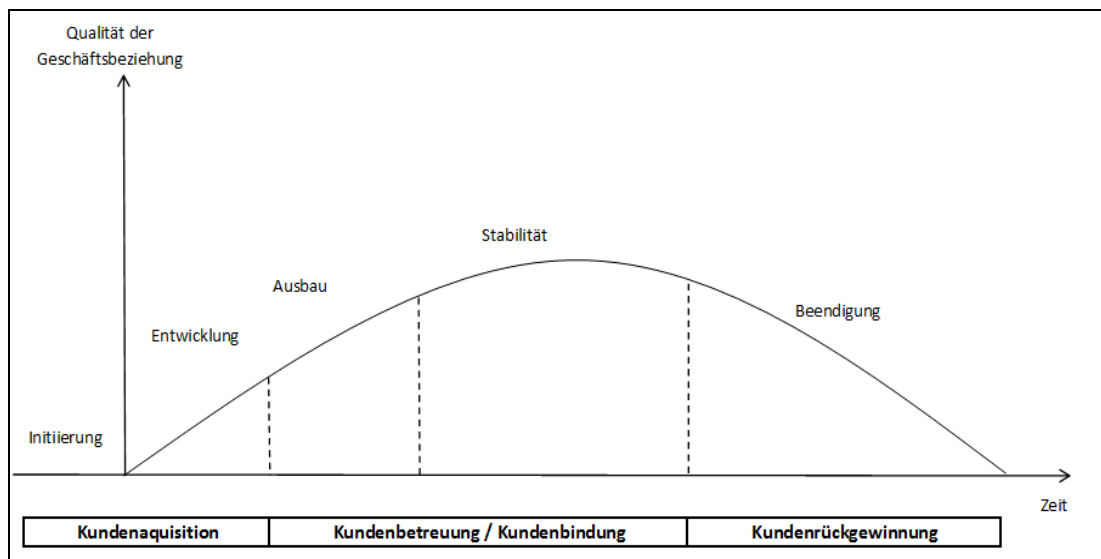 Qualität der
Geschäftsbeziehung
Stabilität
Ausbau
Beendigung
Entwicklung
Initiierung
Zeit
Kundenaquisition
Kundenbetreuung / Kundenbindung
Kundenrückgewinnung